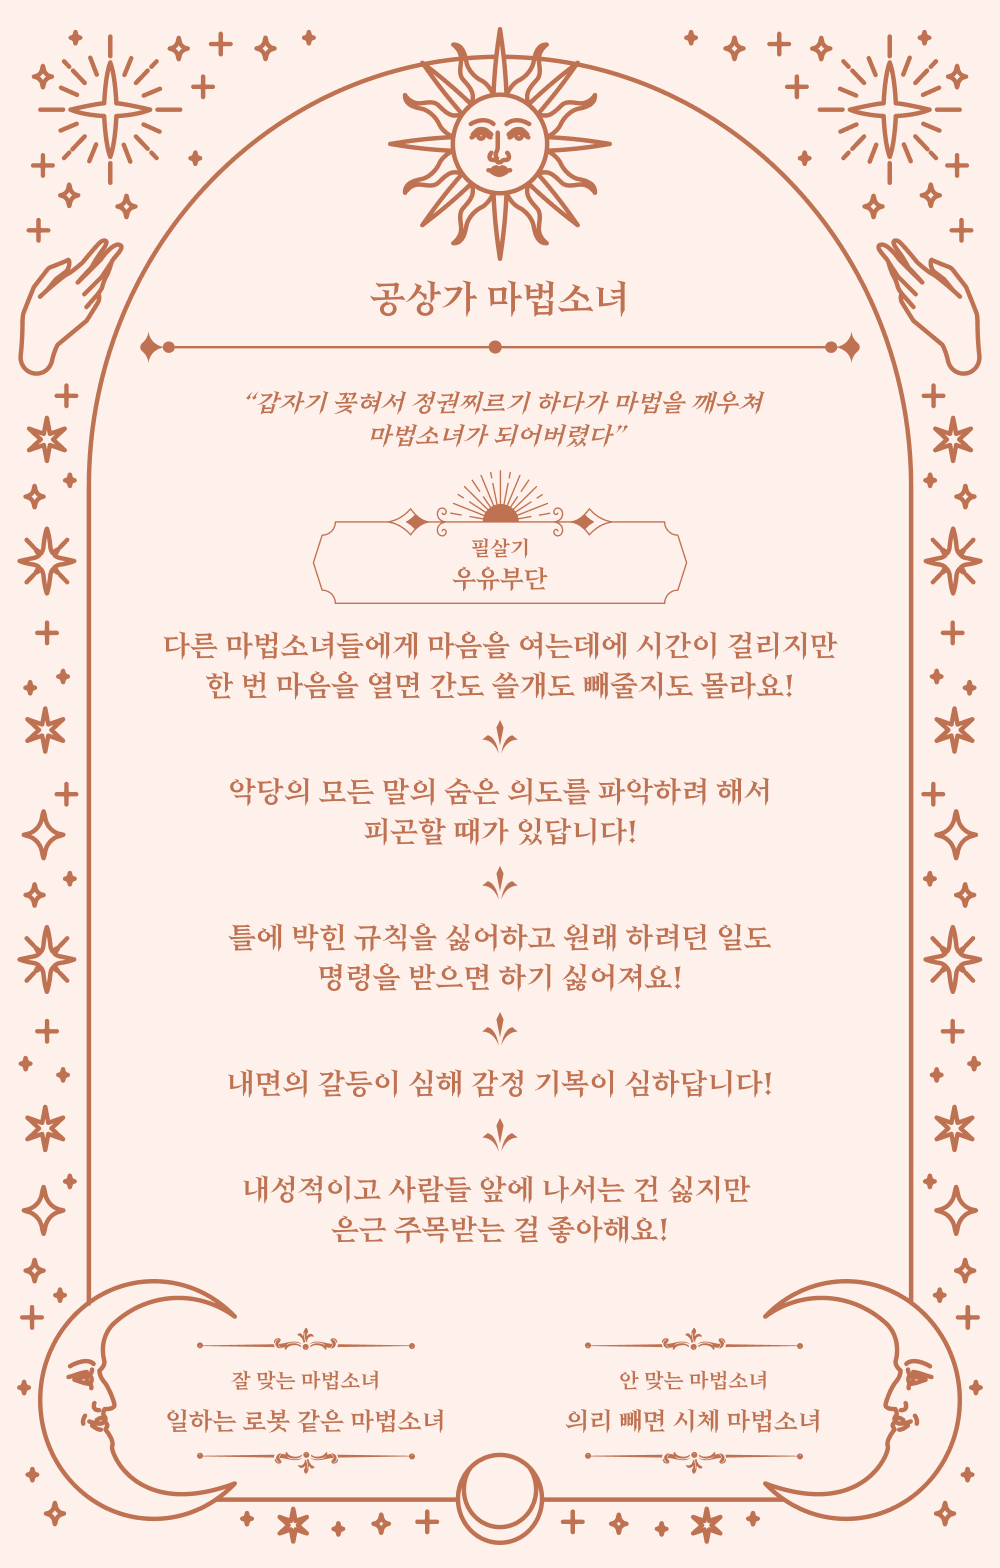 공상가 마법소녀
“갑자기 꽂혀서 정권찌르기 하다가 마법을 깨우쳐
마법소녀가 되어버렸다”
필살기
우유부단
다른 마법소녀들에게 마음을 여는데에 시간이 걸리지만
한 번 마음을 열면 간도 쓸개도 빼줄지도 몰라요!
악당의 모든 말의 숨은 의도를 파악하려 해서
피곤할 때가 있답니다!
틀에 박힌 규칙을 싫어하고 원래 하려던 일도
명령을 받으면 하기 싫어져요!
내면의 갈등이 심해 감정 기복이 심하답니다!
내성적이고 사람들 앞에 나서는 건 싫지만
은근 주목받는 걸 좋아해요!
잘 맞는 마법소녀
일하는 로봇 같은 마법소녀
안 맞는 마법소녀
의리 빼면 시체 마법소녀